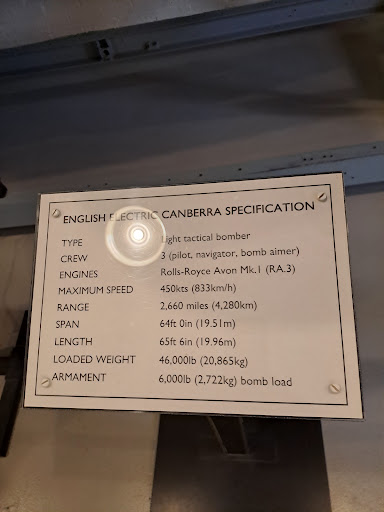 ENGLISH ELECTRIC CANBERRA SPECIFICATION
TYPE Light tactical bomber
CREW 3 (pilot, navigator, bomb aimer)
ENGINES Rolls-Royce Avon Mk.1 (RA.3)
MAXIMUM SPEED 450kts (833km/h)
RANGE 2,660 miles (4,280km)
SPAN 64ft 0in (19.51m)
LENGTH 65ft 6in (19.96m)
LOADED WEIGHT 46,000lb (20,865kg)
ARMAMENT 6,000lb (2,722kg) bomb load